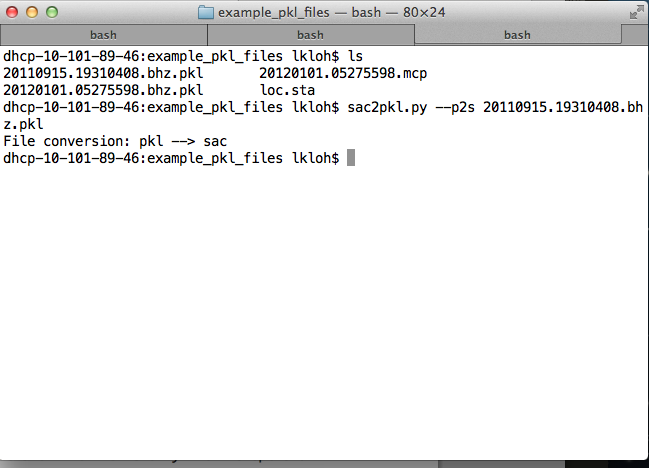 example_pkl_files — bash — 80×24
bash bash bash
dhcp-10-101-89-46:example_pkl_files lkloh$ ls
20110915.19310408.bhz.pkl 20120101.05275598.mcp
20120101.05275598.bhz.pkl loc.sta
dhcp-10-101-89-46:example_pkl_files lkloh$ sac2pkl.py --p2s 20110915.19310408.bh
z.pkl
File conversion: pkl --> sac
dhcp-10-101-89-46:example_pkl_files lkloh$